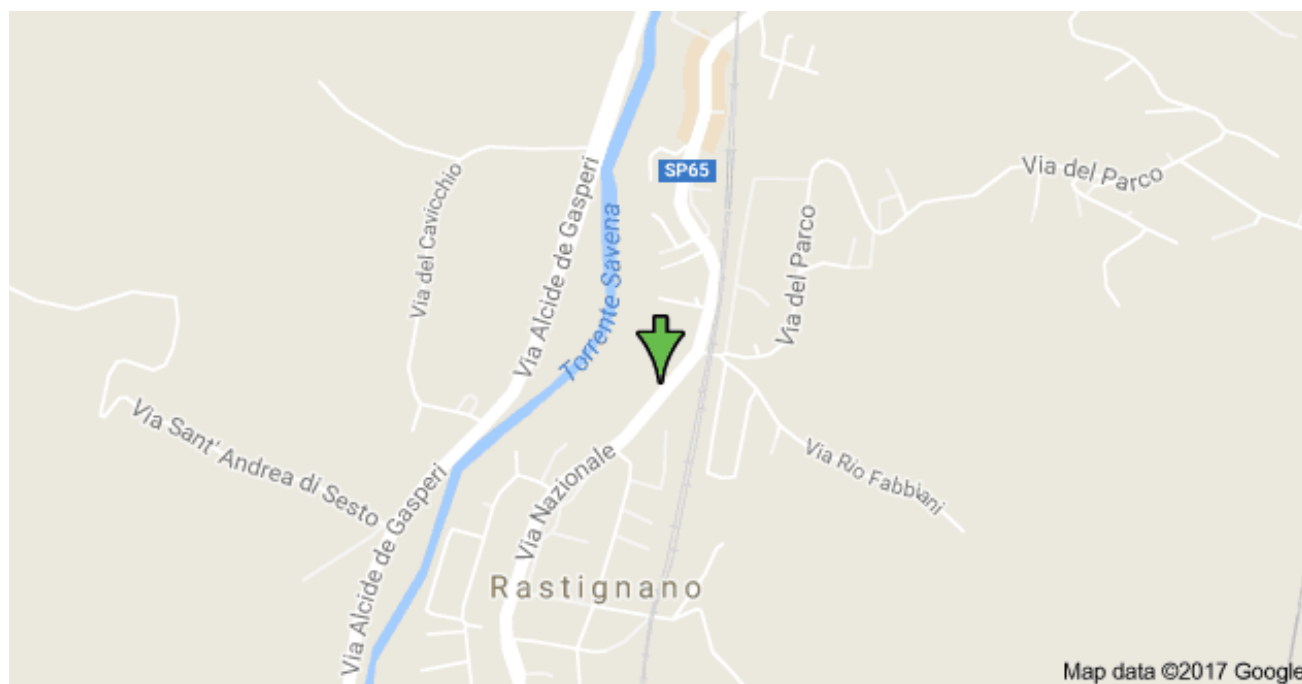 SP65
Via del Parco
Via del Cavicchio
Via Alcide de Gasperi
Torrente Savena
Via del Parco
Via Sant' Andrea di Sesto
Via Nazionale
Via Rio Fabbiani
Via Alcide de Gasperi
Rastignano
Map data ©2017 Google